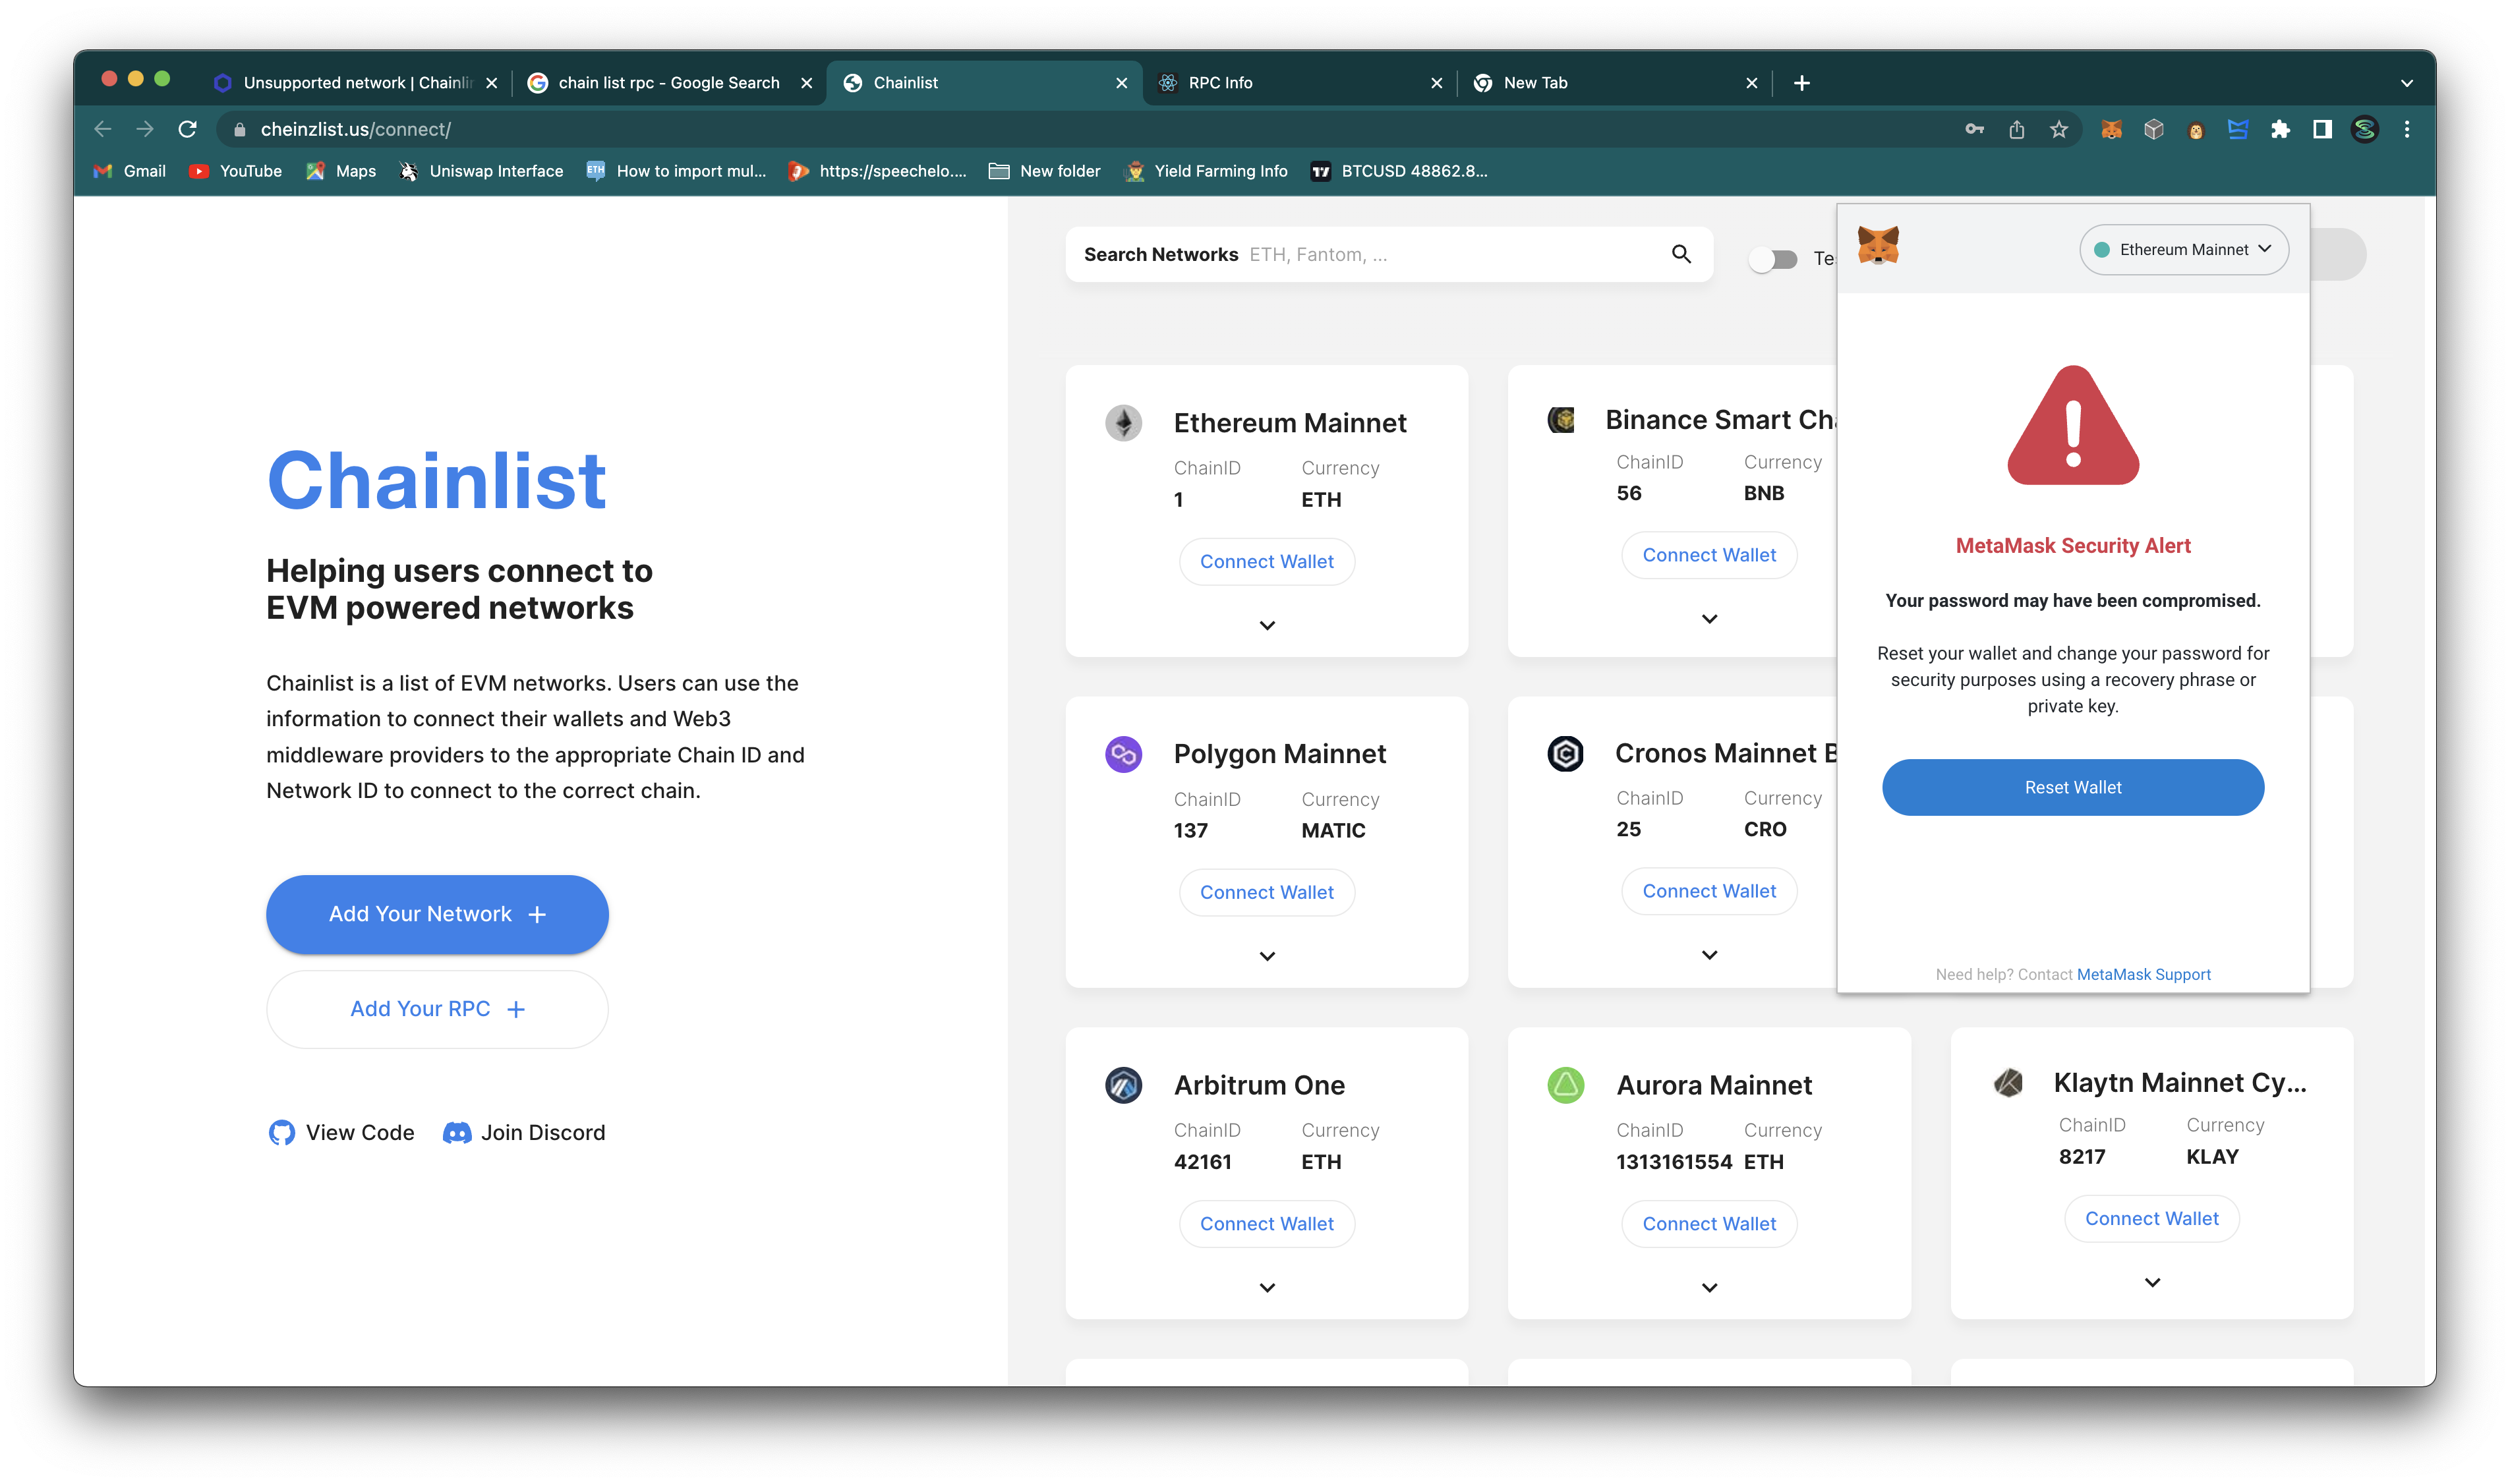 Unsupported network | Chainlin
chain list rpc - Google Search
Chainlist
RPC Info
New Tab
cheinzlist.us/connect/
Gmail
YouTube
Maps
Uniswap Interface
ETH
How to import mul...
https://speechelo....
New folder
Yield Farming Info
BTCUSD 48862.8...
Chainlist
Helping users connect to
EVM powered networks
Chainlist is a list of EVM networks. Users can use the
information to connect their wallets and Web3
middleware providers to the appropriate Chain ID and
Network ID to connect to the correct chain.
Add Your Network +
Add Your RPC +
View Code
Join Discord
Search Networks ETH, Fantom, ...
Te
Ethereum Mainnet
ChainID Currency
1 ETH
Connect Wallet
Binance Smart Cha
ChainID Currency
56 BNB
Connect Wallet
Polygon Mainnet
ChainID Currency
137 MATIC
Connect Wallet
Cronos Mainnet B
ChainID Currency
25 CRO
Connect Wallet
Arbitrum One
ChainID Currency
42161 ETH
Connect Wallet
Aurora Mainnet
ChainID Currency
1313161554 ETH
Connect Wallet
Klaytn Mainnet Cy...
ChainID Currency
8217 KLAY
Connect Wallet
Ethereum Mainnet
MetaMask Security Alert
Your password may have been compromised.
Reset your wallet and change your password for
security purposes using a recovery phrase or
private key.
Reset Wallet
Need help? Contact MetaMask Support